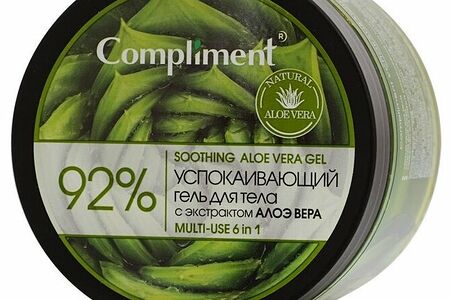 Compliment®
NATURAL
ALOE VERA
SOOTHING ALOE VERA GEL
92%
УСПОКАИВАЮЩИЙ
ГЕЛЬ ДЛЯ ТЕЛА
С ЭКСТРАКТОМ АЛОЭ ВЕРА
MULTI-USE 6 in 1